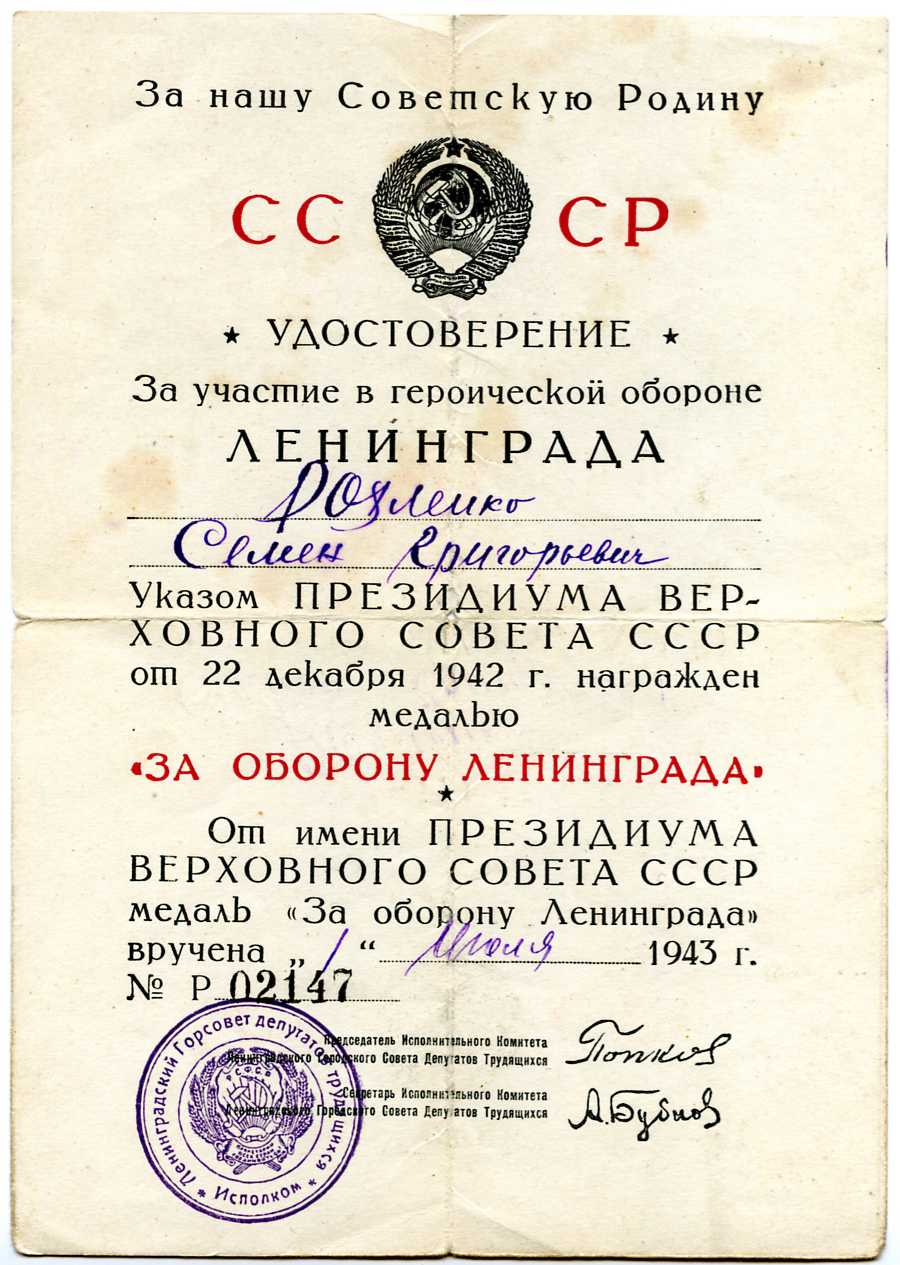 За нашу Советскую Родину
СС СР
★ УДОСТОВЕРЕНИЕ ★
За участие в героической обороне
ЛЕНИНГРАДА
Семен Григорьевич
Указом ПРЕЗИДИУМА ВЕР-
ХОВНОГО СОВЕТА СССР
от 22 декабря 1942 г. награжден
медалью
«ЗА ОБОРОНУ ЛЕНИНГРАДА»
★
От имени ПРЕЗИДИУМА
ВЕРХОВНОГО СОВЕТА СССР
медаль «За оборону Ленинграда»
вручена „1“ Июля 1943 г.
№ Р 02147
Председатель Исполнительного Комитета
Ленинградского Городского Совета Депутатов Трудящихся
Попков
Секретарь Исполнительного Комитета
Ленинградского Городского Совета Депутатов Трудящихся
А.Бубнов
Ленинградский Горсовет депутатов трудящихся
★ Исполком ★
РСФСР